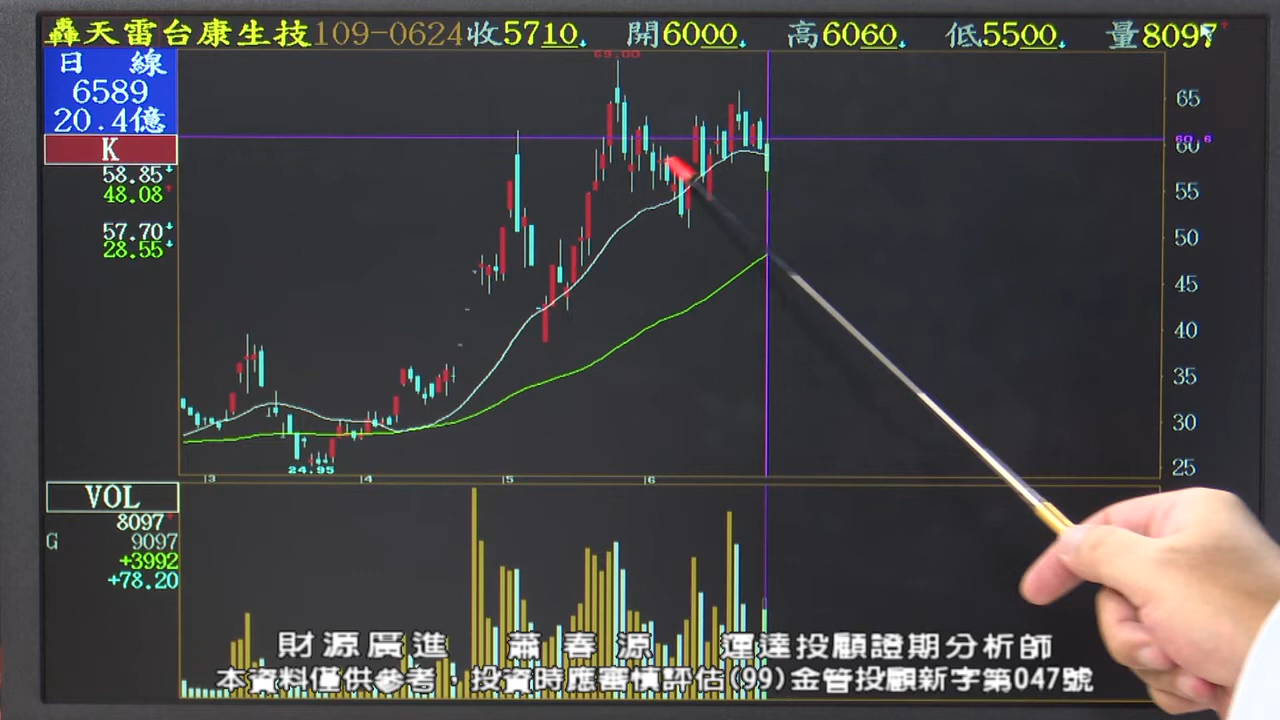 轟天雷台康生技109-0624收5710↓ 開6000↓ 高6060↓ 低5500↓ 量8097↑
日 線
6589
20.4億
K
58.85↓
48.08↑
57.70↓
28.55↓
69.00
65
60.6
60
55
50
45
40
35
30
25
24.95
3 4 5 6
VOL
8097↑
G 9097
+3992
+78.20
財源廣進 蕭春源 運達投顧證期分析師
本資料僅供參考，投資時應審慎評估(99)金管投顧新字第047號